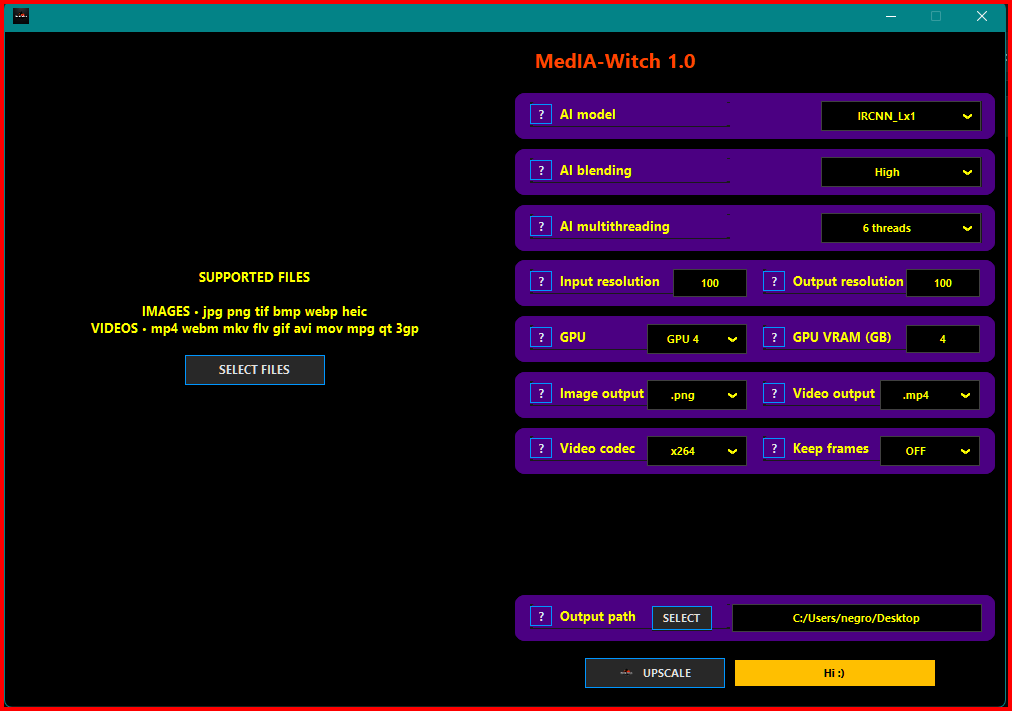 MedIA-Witch 1.0
? AI model IRCNN_Lx1
? AI blending High
? AI multithreading 6 threads
? Input resolution 100 ? Output resolution 100
? GPU GPU 4 ? GPU VRAM (GB) 4
? Image output .png ? Video output .mp4
? Video codec x264 ? Keep frames OFF
SUPPORTED FILES
IMAGES • jpg png tif bmp webp heic
VIDEOS • mp4 webm mkv flv gif avi mov mpg qt 3gp
SELECT FILES
? Output path SELECT C:/Users/negro/Desktop
UPSCALE Hi :)